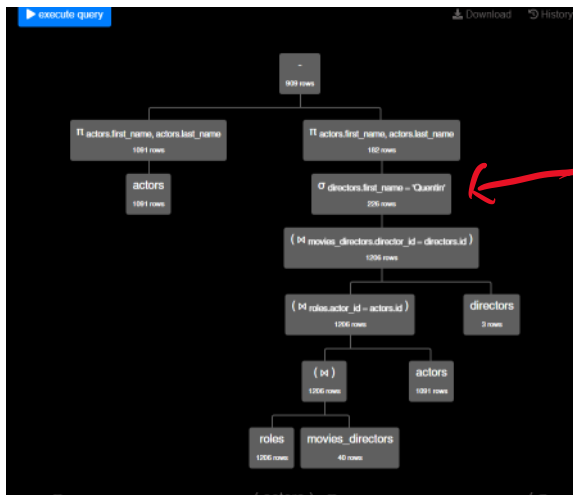 execute query
Download History
-
909 rows
π actors.first_name, actors.last_name
1091 rows
π actors.first_name, actors.last_name
182 rows
actors
1091 rows
σ directors.first_name = 'Quentin'
226 rows
( ⋈ movies_directors.director_id = directors.id )
1206 rows
( ⋈ roles.actor_id = actors.id )
1206 rows
directors
3 rows
( ⋈ )
1206 rows
actors
1091 rows
roles
1206 rows
movies_directors
40 rows